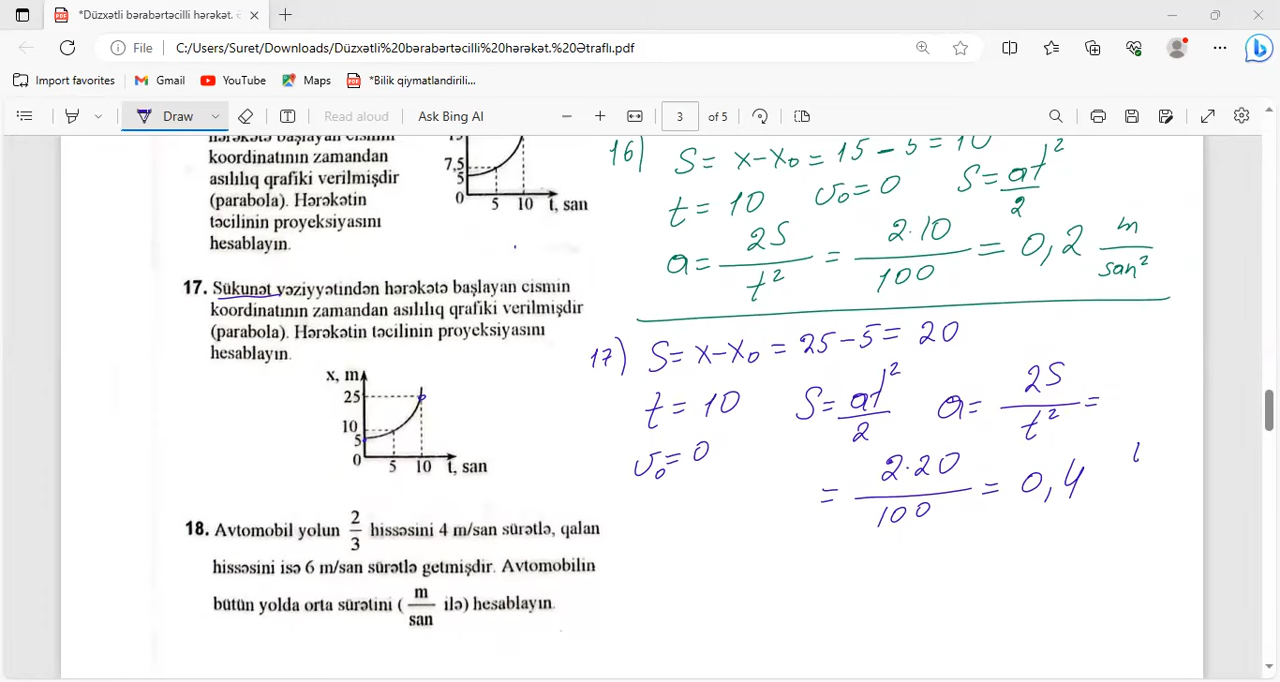 *Düzxətli bərabərtəcilli hərəkət. Ə
File C:/Users/Suret/Downloads/Düzxətli%20bərabərtəcilli%20hərəkət.%20Ətraflı.pdf
Import favorites Gmail YouTube Maps *Bilik qiymatləndirili...
Draw Read aloud Ask Bing AI 3 of 5
hərəkətə başlayan cismin
koordinatının zamandan
asılılıq qrafiki verilmişdir
(parabola). Hərəkətin
təcilinin proyeksiyasını
hesablayın.
15
7,5
5
0 5 10 t, san
16) S = x-x₀ = 15-5 = 10
t = 10 υ₀=0 S = at²/2
a = 2S/t² = 2·10/100 = 0,2 m/san²
17. Sükunət vəziyyətindən hərəkətə başlayan cismin
koordinatının zamandan asılılıq qrafiki verilmişdir
(parabola). Hərəkətin təcilinin proyeksiyasını
hesablayın.
x, m
25
10
5
0 5 10 t, san
17) S = x-x₀ = 25-5 = 20
t = 10 S = at²/2 a = 2S/t² =
υ₀=0
= 2·20/100 = 0,4
18. Avtomobil yolun 2/3 hissəsini 4 m/san sürətlə, qalan
hissəsini isə 6 m/san sürətlə getmişdir. Avtomobilin
bütün yolda orta sürətini (m/san ilə) hesablayın.